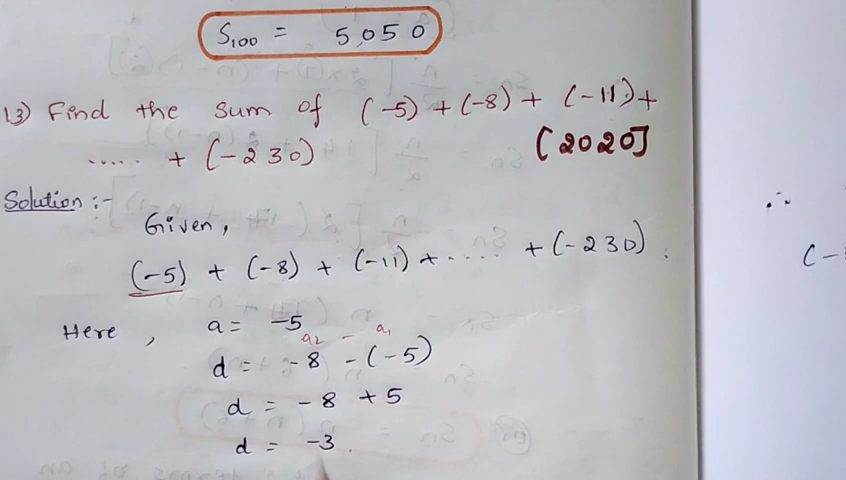 S100 = 5,050
13) Find the sum of (-5) + (-8) + (-11) +
..... + (-230) [2020]
Solution :-
Given,
(-5) + (-8) + (-11) + ..... + (-230).
Here, a = -5
a2 - a1
d = -8 - (-5)
d = -8 + 5
d = -3.
∴
(-